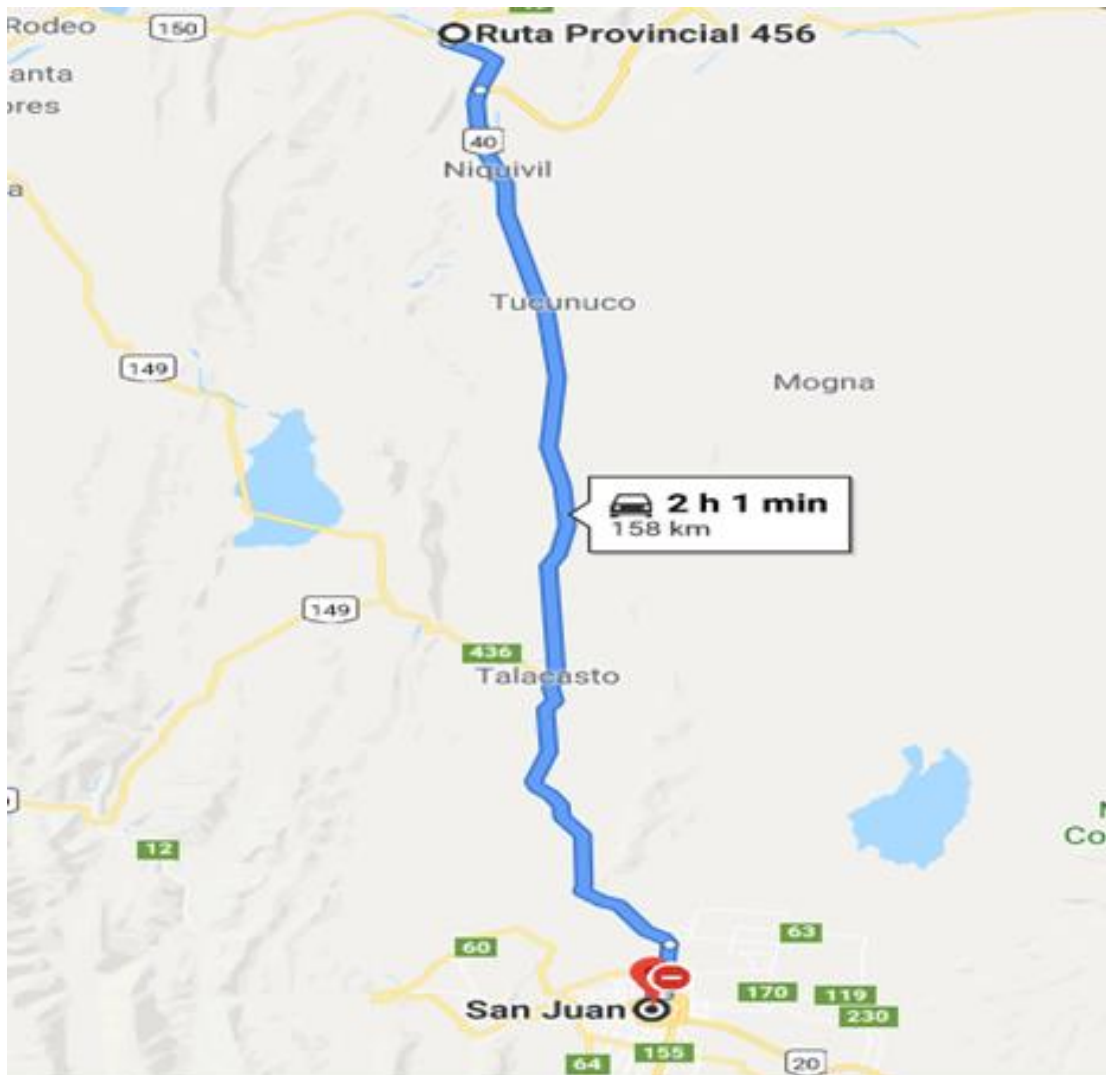 Rodeo
150
Ruta Provincial 456
anta
ores
40
Niquivil
a
Tucunuco
149
Mogna
2 h 1 min
158 km
149
436
Talacasto
12
Co
60
63
San Juan
170
119
230
64
155
20